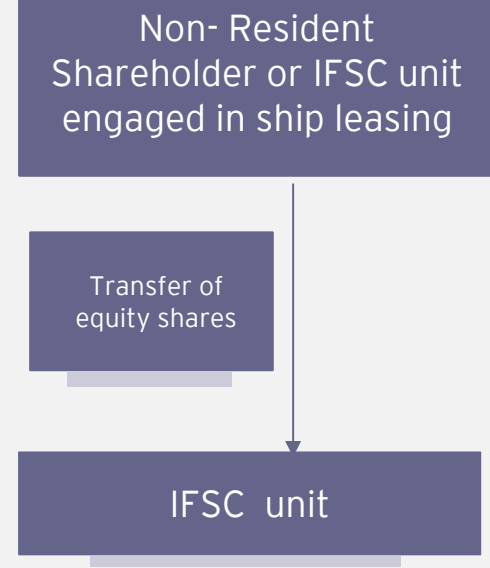 Non- Resident
Shareholder or IFSC unit
engaged in ship leasing
Transfer of
equity shares
IFSC unit